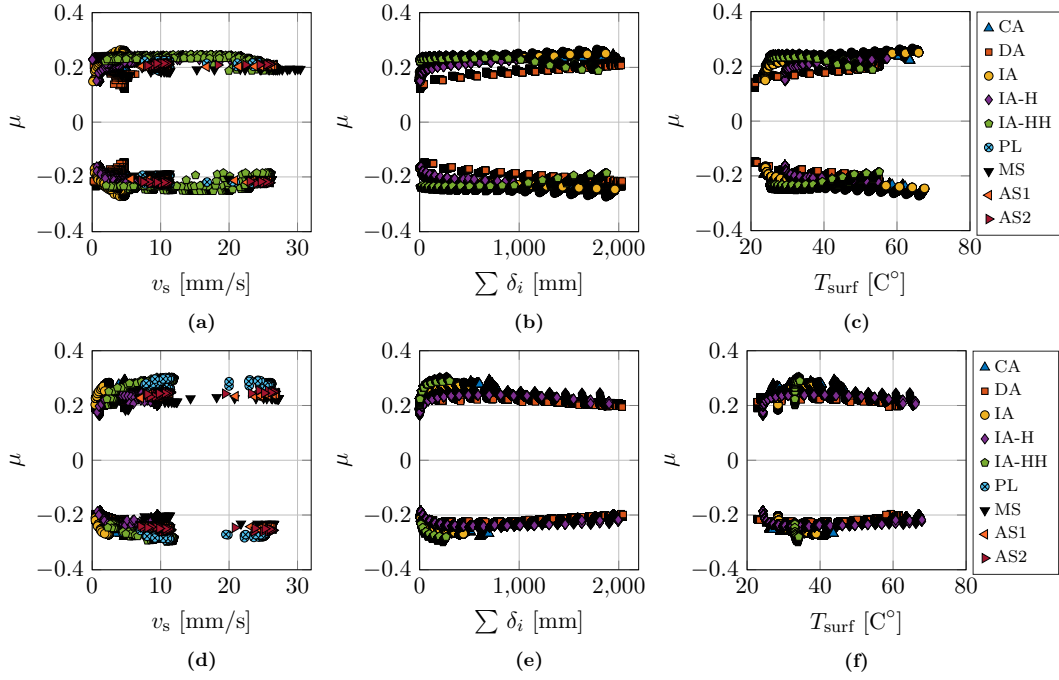 0.4
0.2
0
−0.2
−0.4
μ
0 10 20 30
v_s [mm/s]
(a)
0.4
0.2
0
−0.2
−0.4
μ
0 1,000 2,000
∑ δ_i [mm]
(b)
0.4
0.2
0
−0.2
−0.4
μ
20 40 60 80
T_surf [C°]
(c)
CA
DA
IA
IA-H
IA-HH
PL
MS
AS1
AS2
0.4
0.2
0
−0.2
−0.4
μ
0 10 20 30
v_s [mm/s]
(d)
0.4
0.2
0
−0.2
−0.4
μ
0 1,000 2,000
∑ δ_i [mm]
(e)
0.4
0.2
0
−0.2
−0.4
μ
20 40 60 80
T_surf [C°]
(f)
CA
DA
IA
IA-H
IA-HH
PL
MS
AS1
AS2